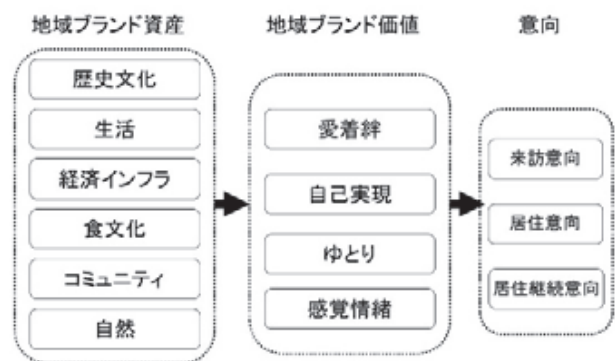 地域ブランド資産
歴史文化
生活
経済インフラ
食文化
コミュニティ
自然
地域ブランド価値
愛着絆
自己実現
ゆとり
感覚情緒
意向
来訪意向
居住意向
居住継続意向